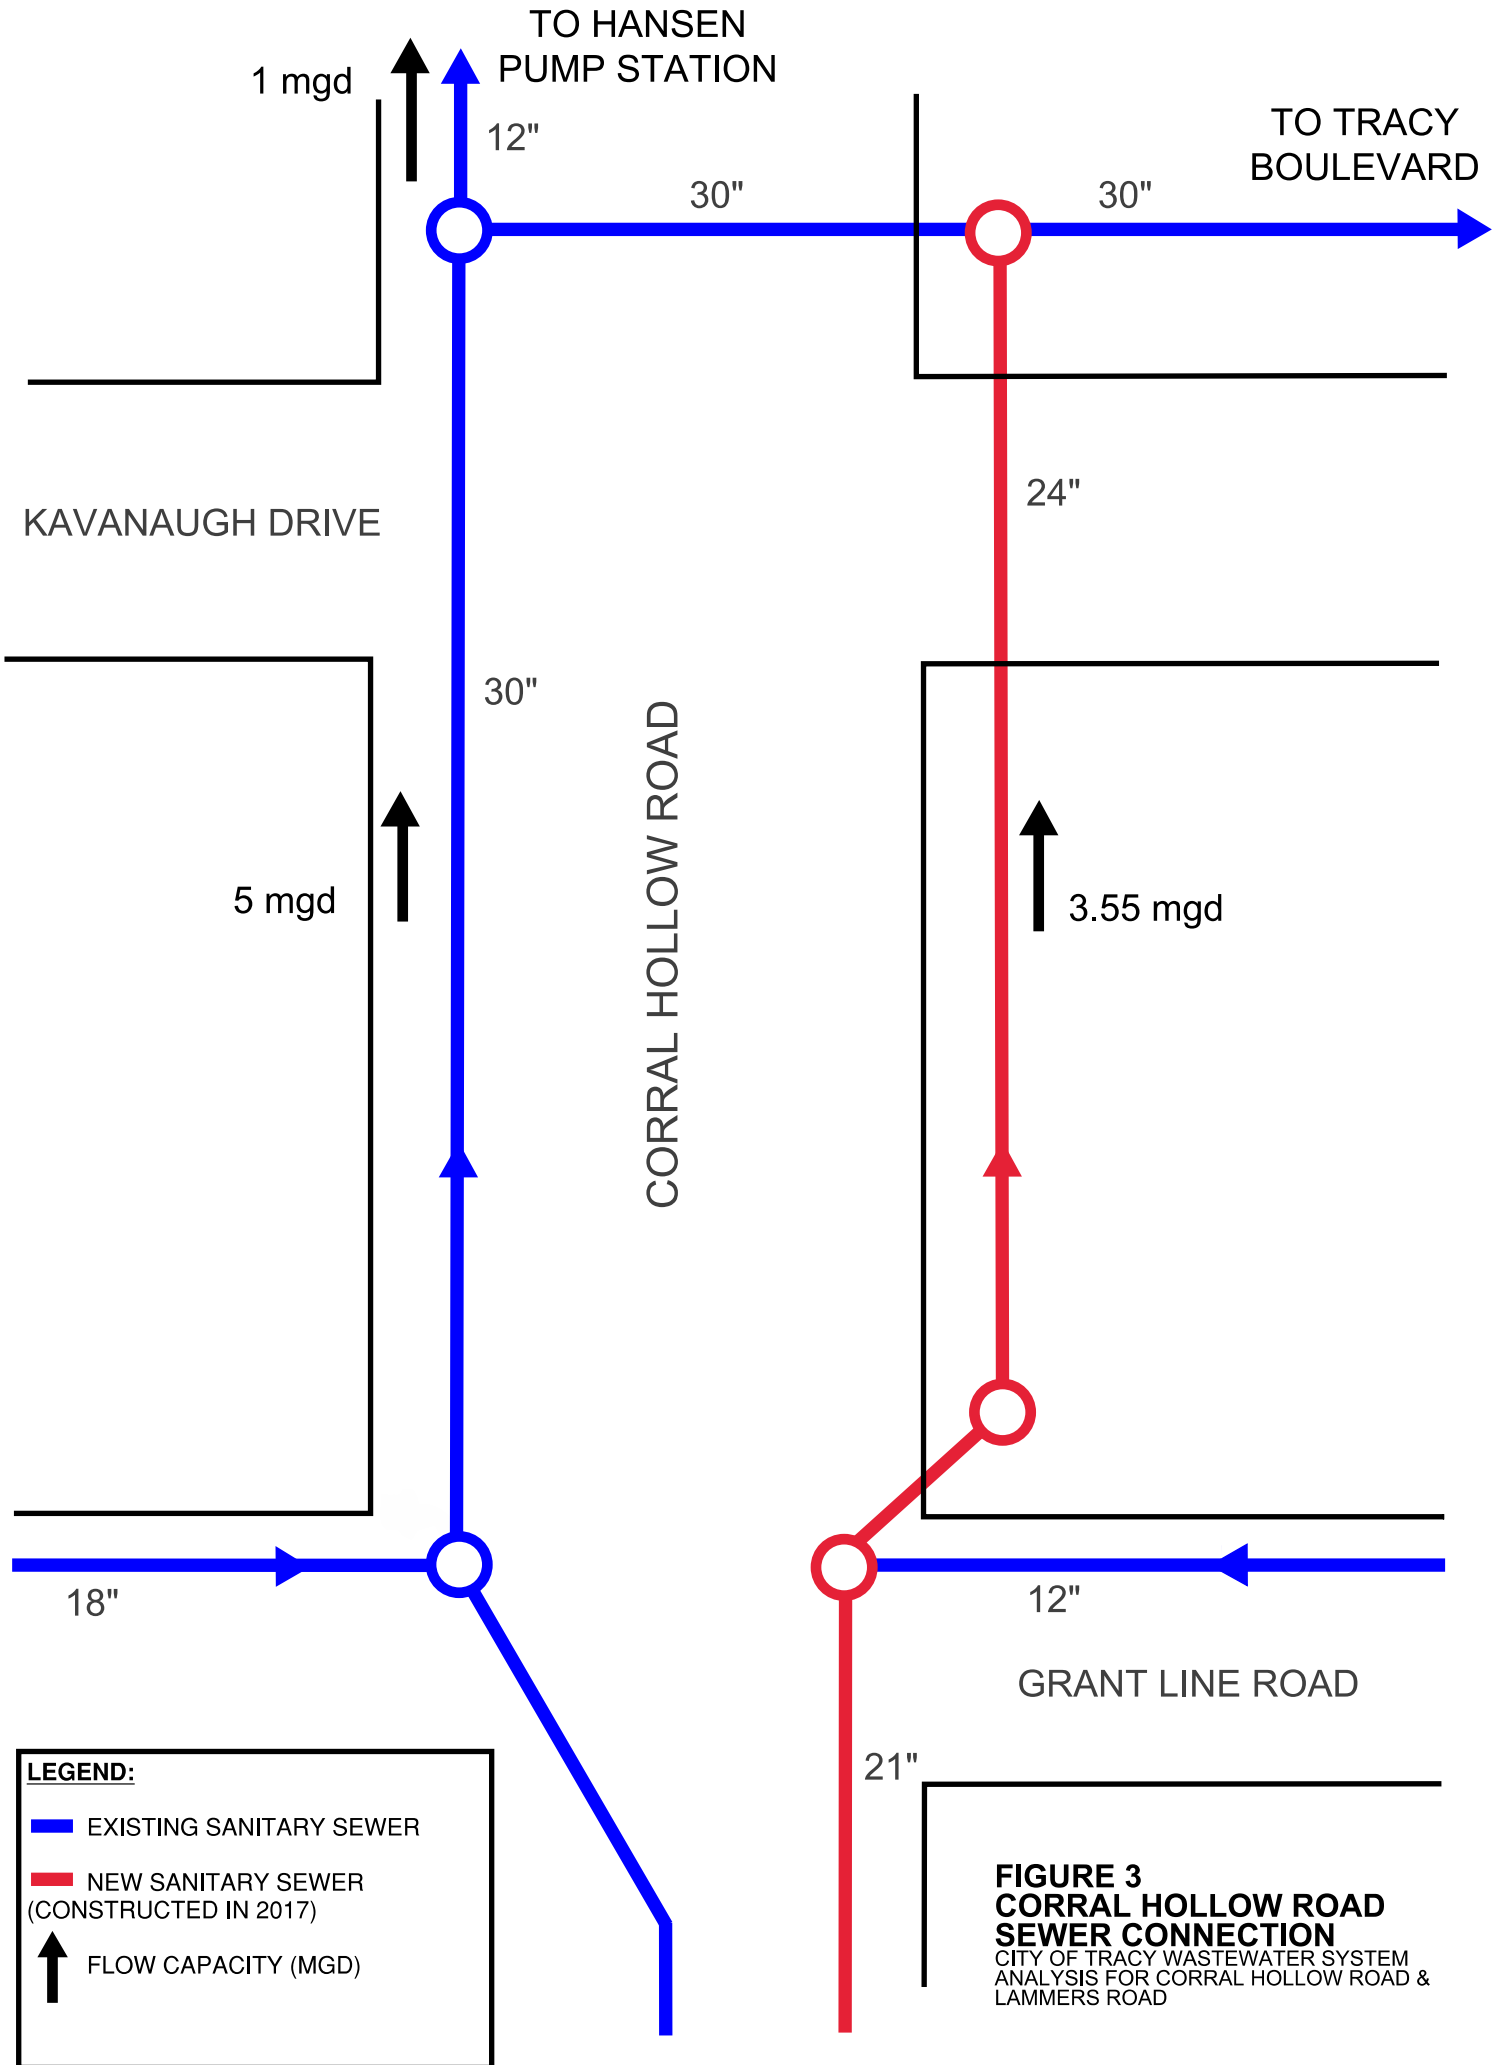 TO HANSEN
PUMP STATION
1 mgd
12"
TO TRACY
BOULEVARD
30"
30"
24"
KAVANAUGH DRIVE
30"
CORRAL HOLLOW ROAD
5 mgd
3.55 mgd
18"
12"
GRANT LINE ROAD
21"
LEGEND:
EXISTING SANITARY SEWER
NEW SANITARY SEWER
(CONSTRUCTED IN 2017)
FLOW CAPACITY (MGD)
FIGURE 3
CORRAL HOLLOW ROAD
SEWER CONNECTION
CITY OF TRACY WASTEWATER SYSTEM
ANALYSIS FOR CORRAL HOLLOW ROAD &
LAMMERS ROAD